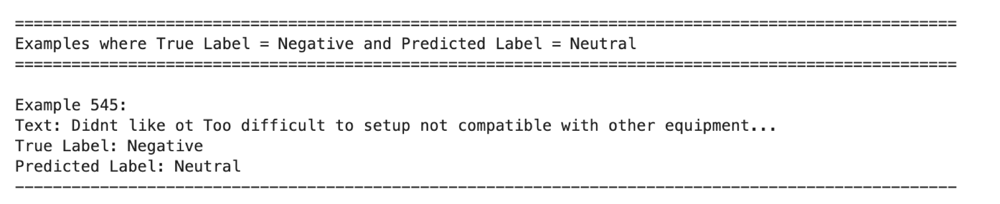 ====================================================================================================
Examples where True Label = Negative and Predicted Label = Neutral
====================================================================================================
Example 545:
Text: Didnt like ot Too difficult to setup not compatible with other equipment...
True Label: Negative
Predicted Label: Neutral
----------------------------------------------------------------------------------------------------